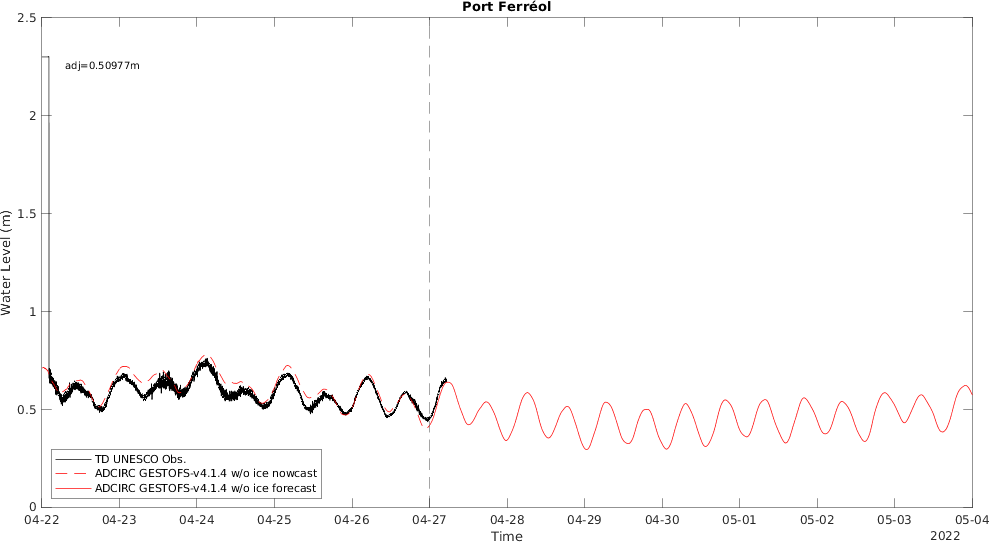 Port Ferréol
2.5
adj=0.50977m
2
1.5
Water Level (m)
1
0.5
TD UNESCO Obs.
ADCIRC GESTOFS-v4.1.4 w/o ice nowcast
ADCIRC GESTOFS-v4.1.4 w/o ice forecast
0
04-22 04-23 04-24 04-25 04-26 04-27 04-28 04-29 04-30 05-01 05-02 05-03 05-04
Time
2022